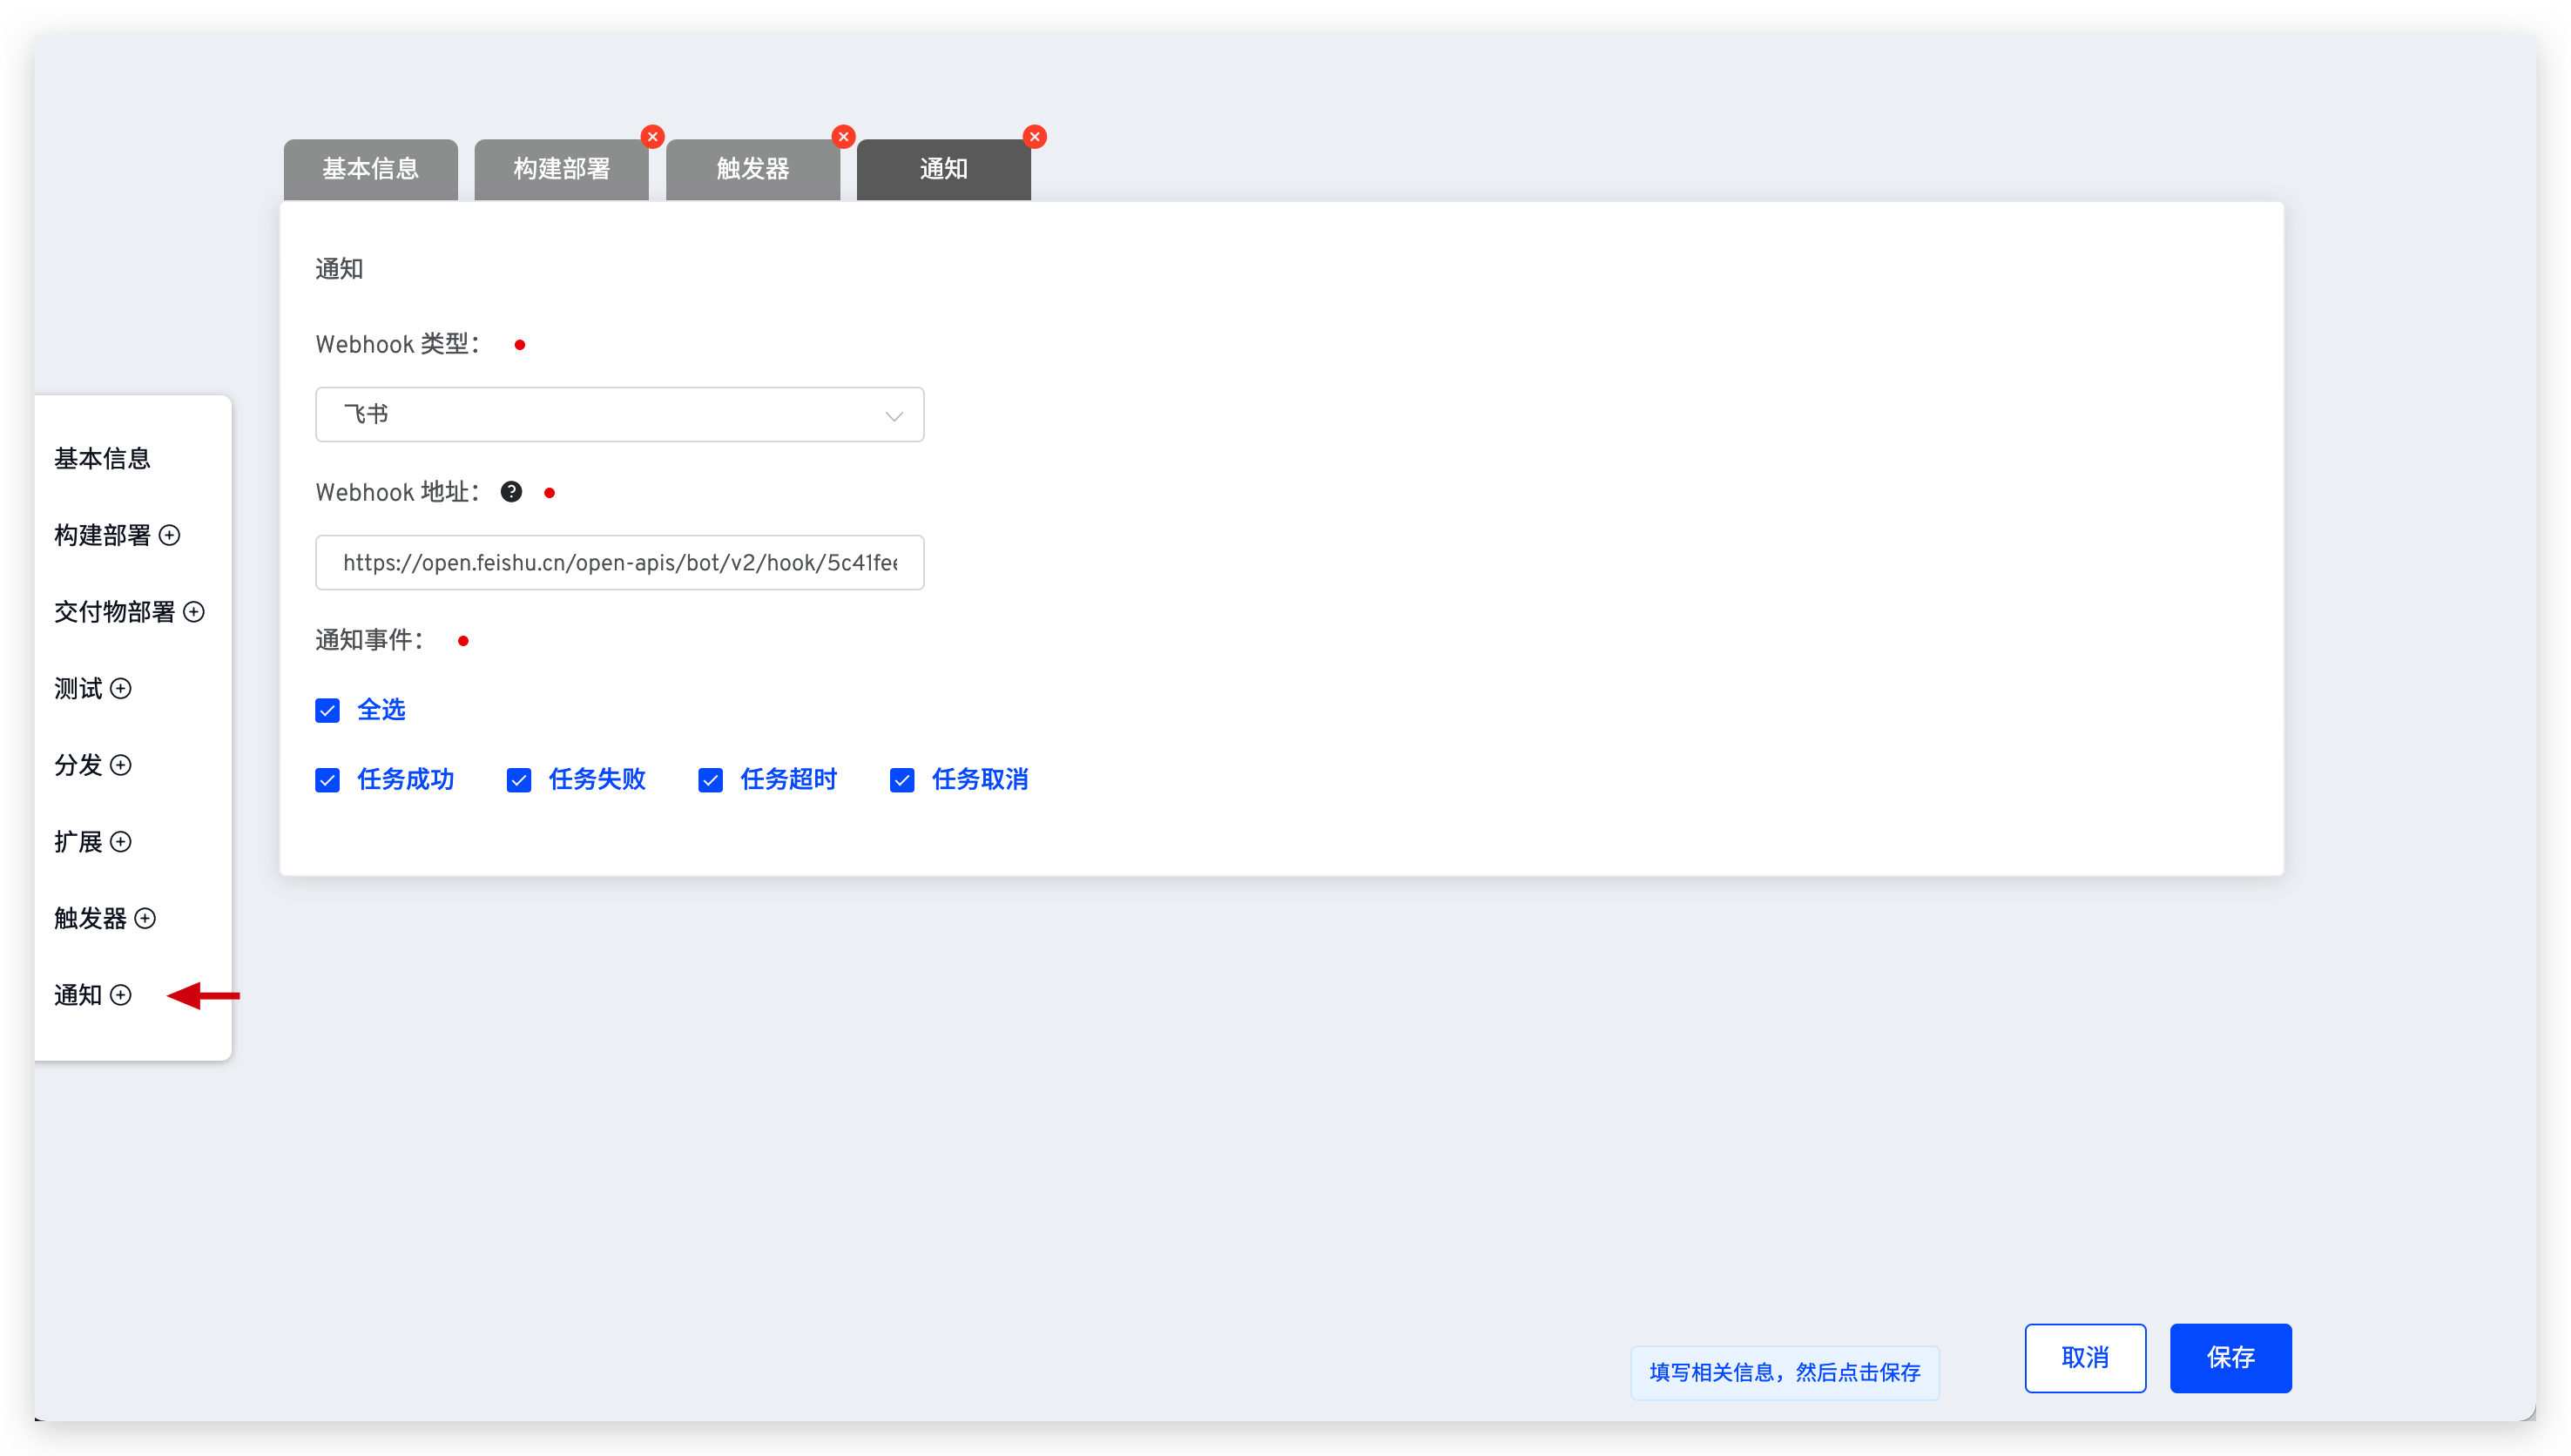 基本信息 构建部署 触发器 通知
通知
Webhook 类型：
飞书
Webhook 地址：
https://open.feishu.cn/open-apis/bot/v2/hook/5c41fee
通知事件：
全选
任务成功 任务失败 任务超时 任务取消
基本信息
构建部署
交付物部署
测试
分发
扩展
触发器
通知
填写相关信息，然后点击保存
取消 保存